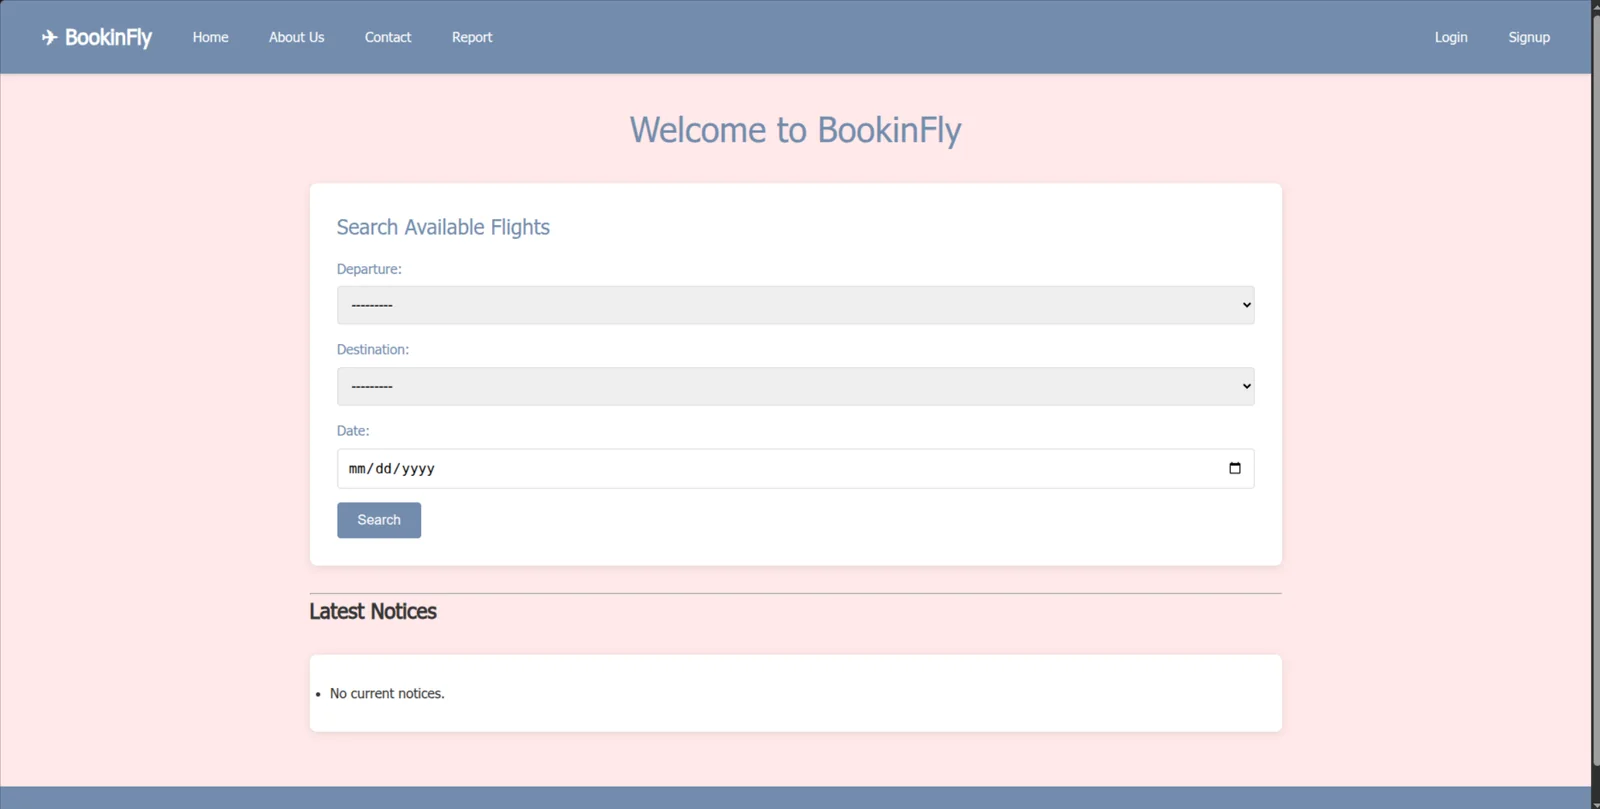 ✈ BookinFly Home About Us Contact Report Login Signup
Welcome to BookinFly
Search Available Flights
Departure:
---------
Destination:
---------
Date:
mm/dd/yyyy
Search
Latest Notices
• No current notices.